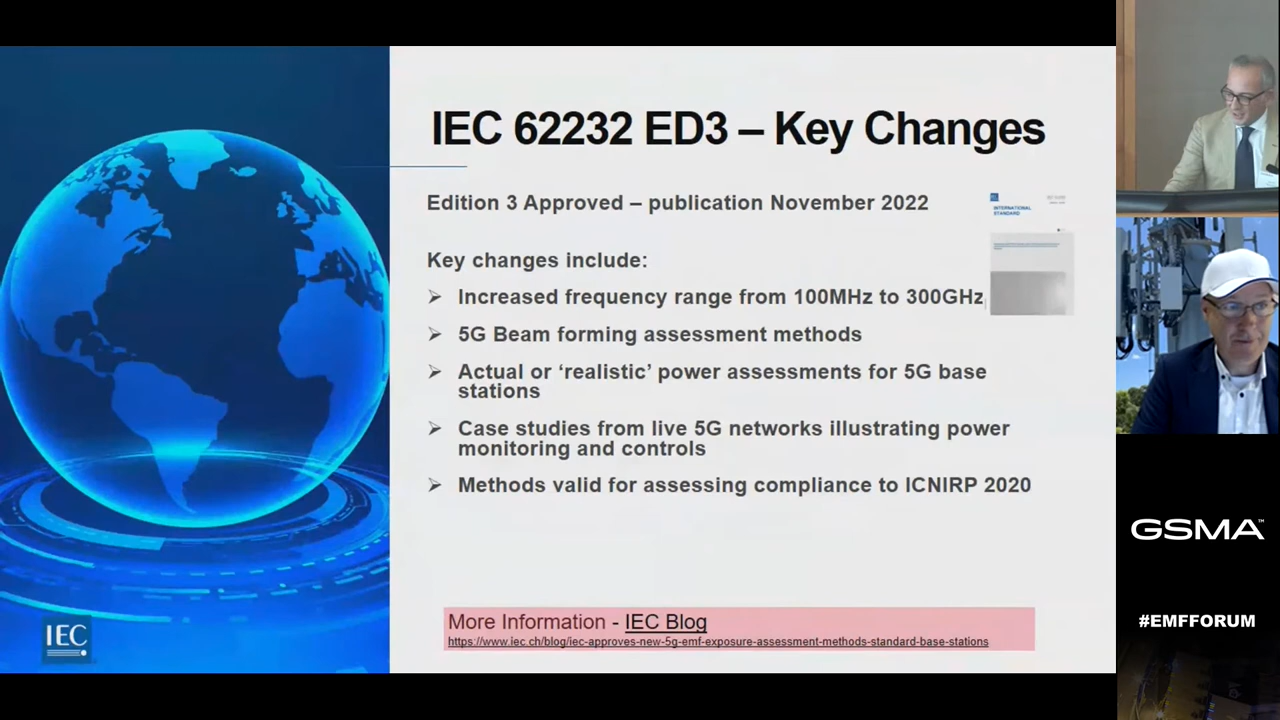 IEC 62232 ED3 – Key Changes
Edition 3 Approved – publication November 2022
INTERNATIONAL
STANDARD
Key changes include:
➢ Increased frequency range from 100MHz to 300GHz
➢ 5G Beam forming assessment methods
➢ Actual or ‘realistic’ power assessments for 5G base
stations
➢ Case studies from live 5G networks illustrating power
monitoring and controls
➢ Methods valid for assessing compliance to ICNIRP 2020
More Information - IEC Blog
https://www.iec.ch/blog/iec-approves-new-5g-emf-exposure-assessment-methods-standard-base-stations
IEC
GSMA™
#EMFFORUM